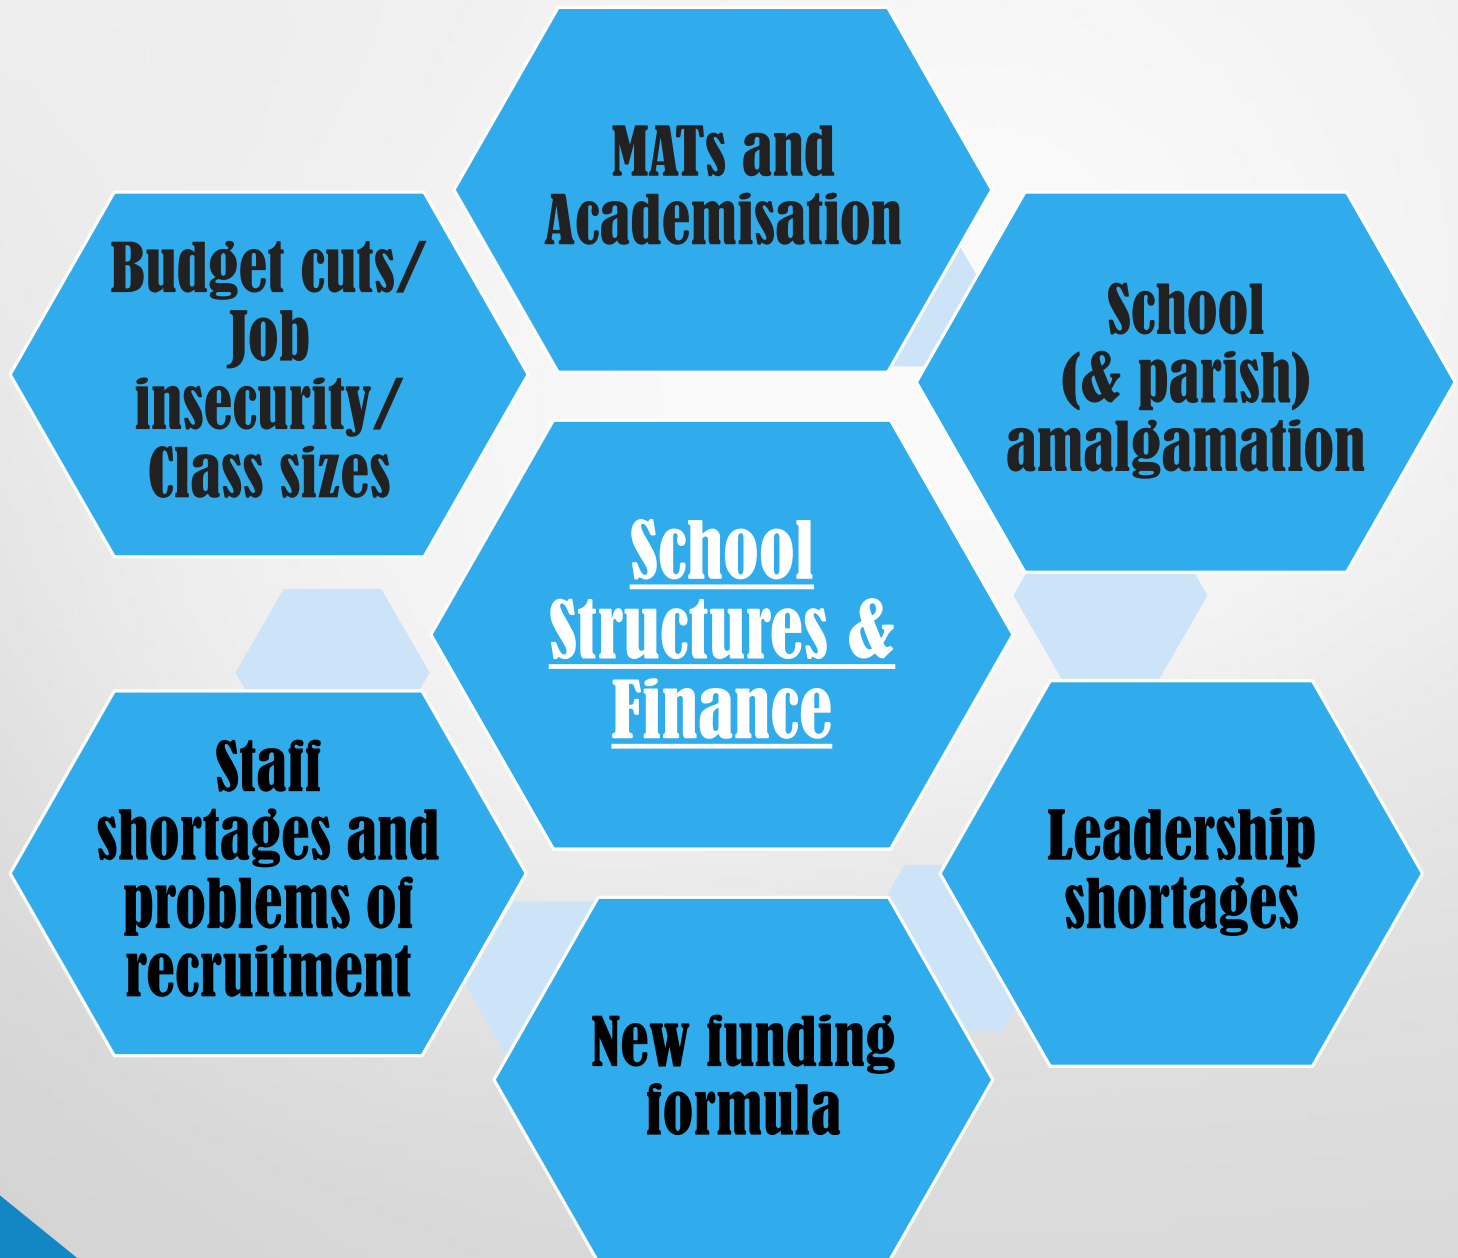 MATs and
Academisation
School
(& parish)
amalgamation
Leadership
shortages
New funding
formula
Staff
shortages and
problems of
recruitment
Budget cuts/
Job
insecurity/
Class sizes
School
Structures &
Finance